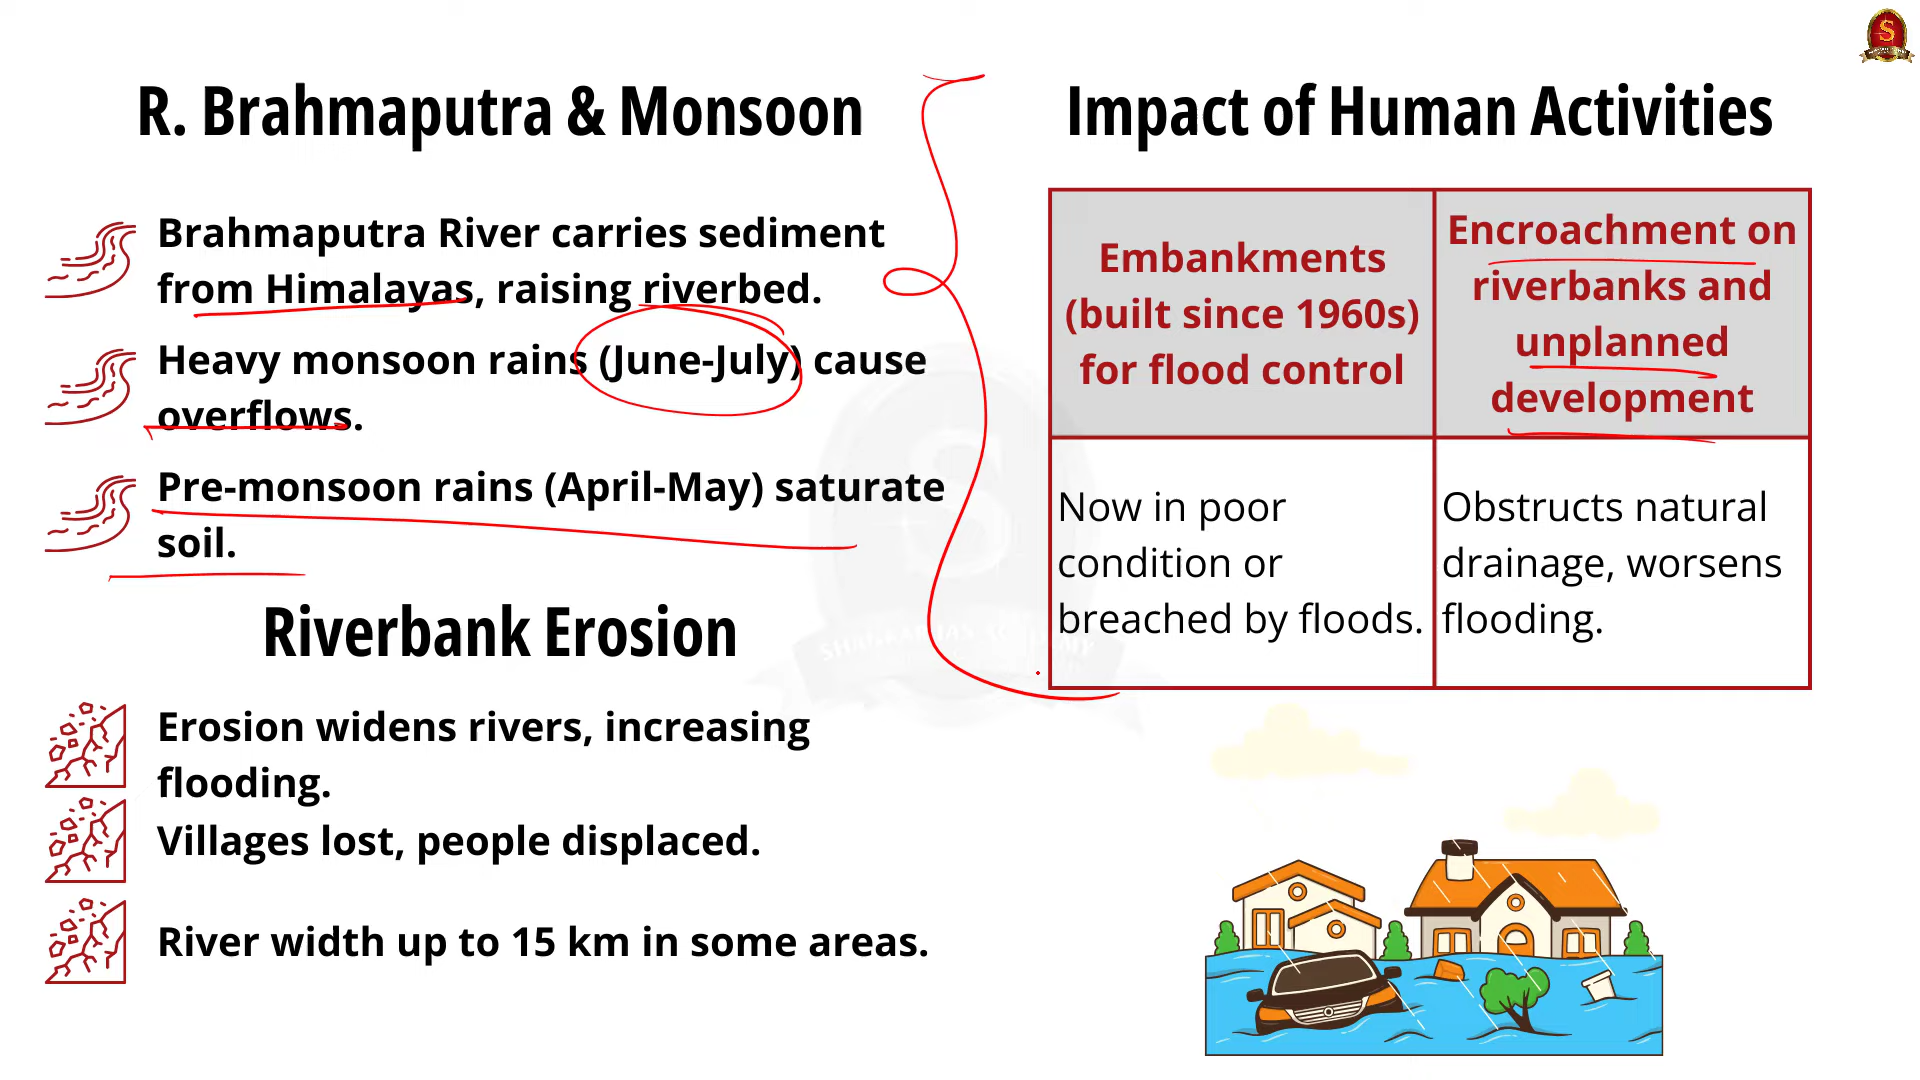 R. Brahmaputra & Monsoon
Brahmaputra River carries sediment
from Himalayas, raising riverbed.
Heavy monsoon rains (June-July) cause
overflows.
Pre-monsoon rains (April-May) saturate
soil.
Riverbank Erosion
Erosion widens rivers, increasing
flooding.
Villages lost, people displaced.
River width up to 15 km in some areas.
Impact of Human Activities
Embankments
(built since 1960s)
for flood control
Encroachment on
riverbanks and
unplanned
development
Now in poor
condition or
breached by floods.
Obstructs natural
drainage, worsens
flooding.
S